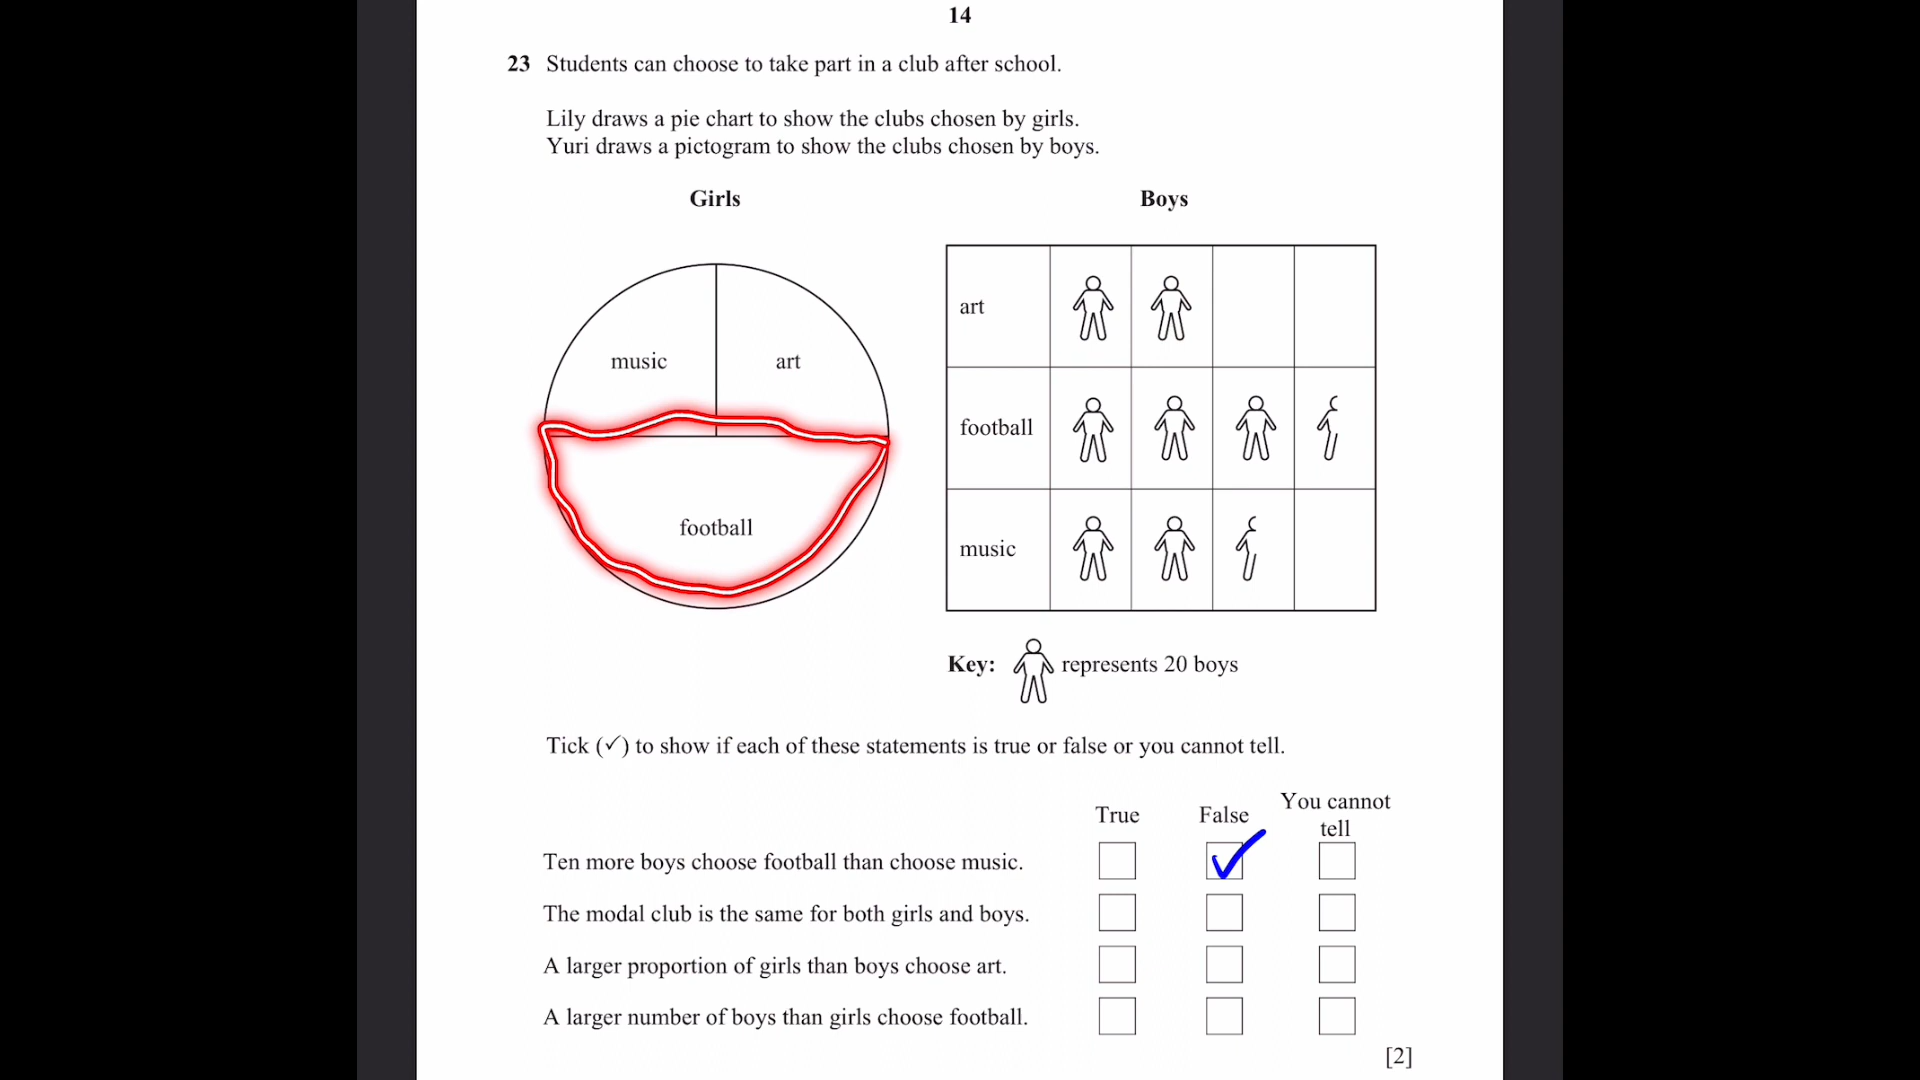 14
23 Students can choose to take part in a club after school.
Lily draws a pie chart to show the clubs chosen by girls.
Yuri draws a pictogram to show the clubs chosen by boys.
Girls
Boys
music
art
football
art
football
music
Key: represents 20 boys
Tick (✓) to show if each of these statements is true or false or you cannot tell.
True False You cannot tell
Ten more boys choose football than choose music. ✓
The modal club is the same for both girls and boys.
A larger proportion of girls than boys choose art.
A larger number of boys than girls choose football.
[2]